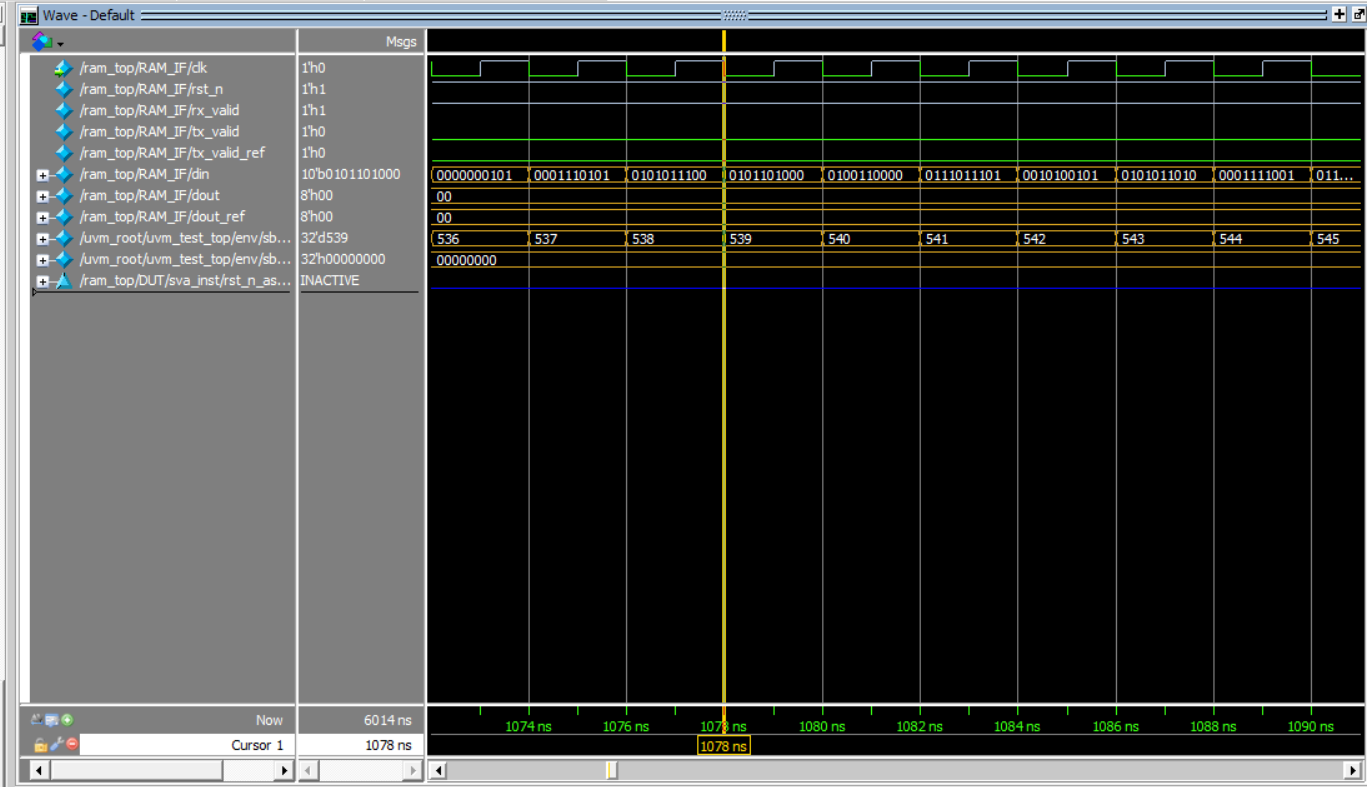 Wave - Default
Msgs
/ram_top/RAM_IF/clk 1'h0
/ram_top/RAM_IF/rst_n 1'h1
/ram_top/RAM_IF/rx_valid 1'h1
/ram_top/RAM_IF/tx_valid 1'h0
/ram_top/RAM_IF/tx_valid_ref 1'h0
/ram_top/RAM_IF/din 10'b0101101000 0000000101 0001110101 0101011100 0101101000 0100110000 0111011101 0010100101 0101011010 0001111001 011...
/ram_top/RAM_IF/dout 8'h00 00
/ram_top/RAM_IF/dout_ref 8'h00 00
/uvm_root/uvm_test_top/env/sb... 32'd539 536 537 538 539 540 541 542 543 544 545
/uvm_root/uvm_test_top/env/sb... 32'h00000000 00000000
/ram_top/DUT/sva_inst/rst_n_as... INACTIVE
Now 6014 ns 1074 ns 1076 ns 1078 ns 1080 ns 1082 ns 1084 ns 1086 ns 1088 ns 1090 ns
Cursor 1 1078 ns 1078 ns